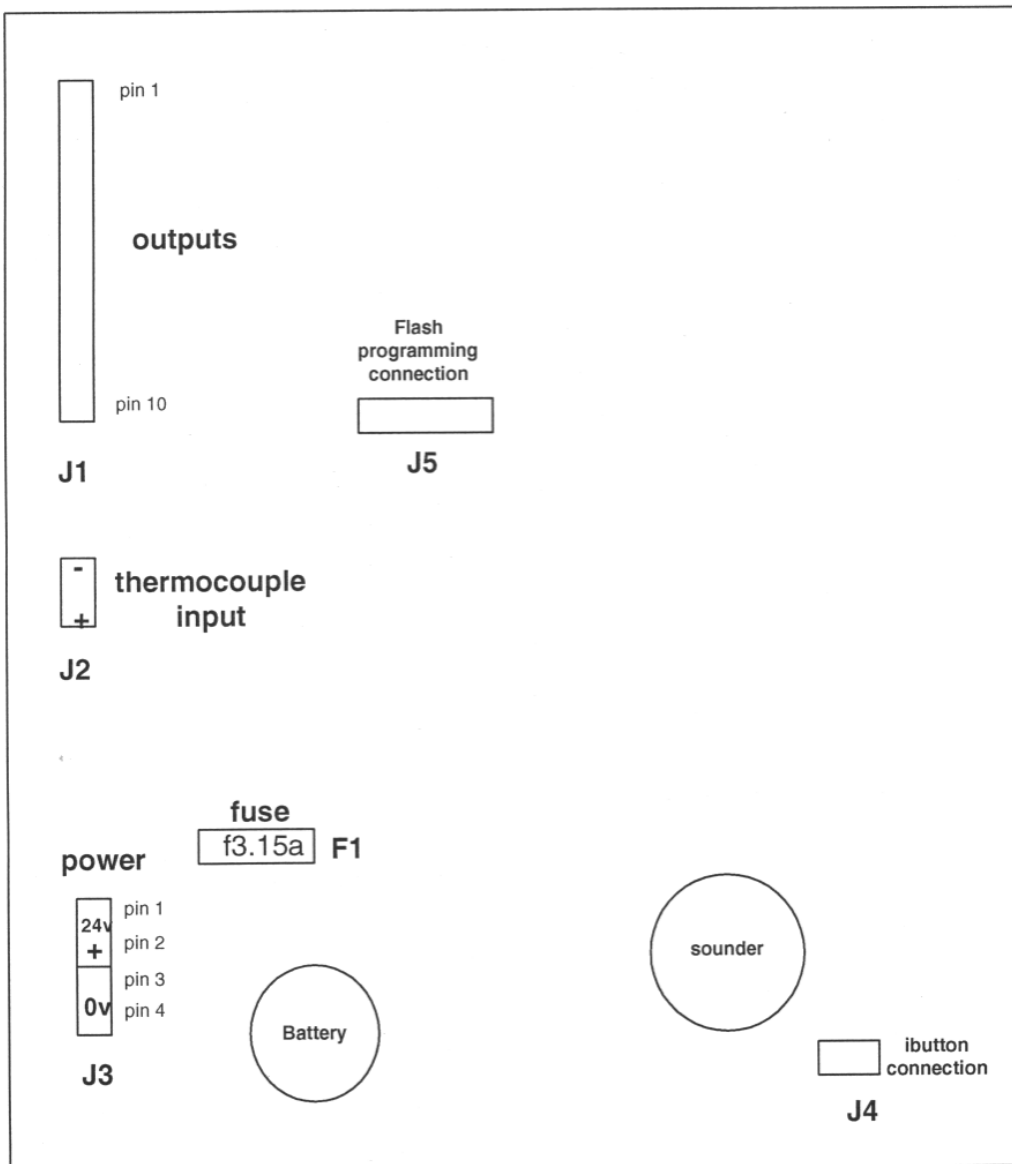 pin 1
outputs
pin 10
J1
Flash
programming
connection
J5
-
+
thermocouple
input
J2
fuse
f3.15a
F1
power
24v
+
0v
pin 1
pin 2
pin 3
pin 4
J3
Battery
sounder
ibutton
connection
J4